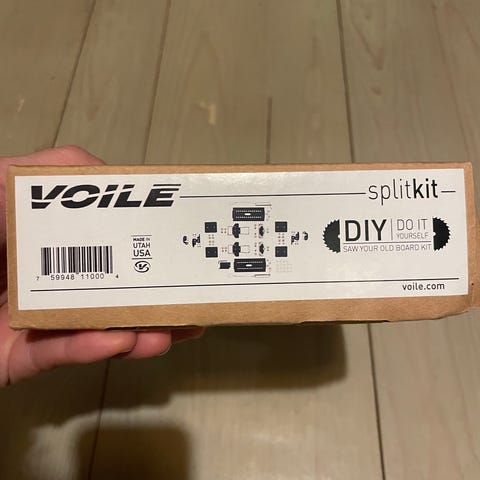 VOILÉ
splitkit
DIY DO IT YOURSELF
SAW YOUR OLD BOARD KIT
MADE IN
UTAH
USA
7 59948 11000 4
voile.com